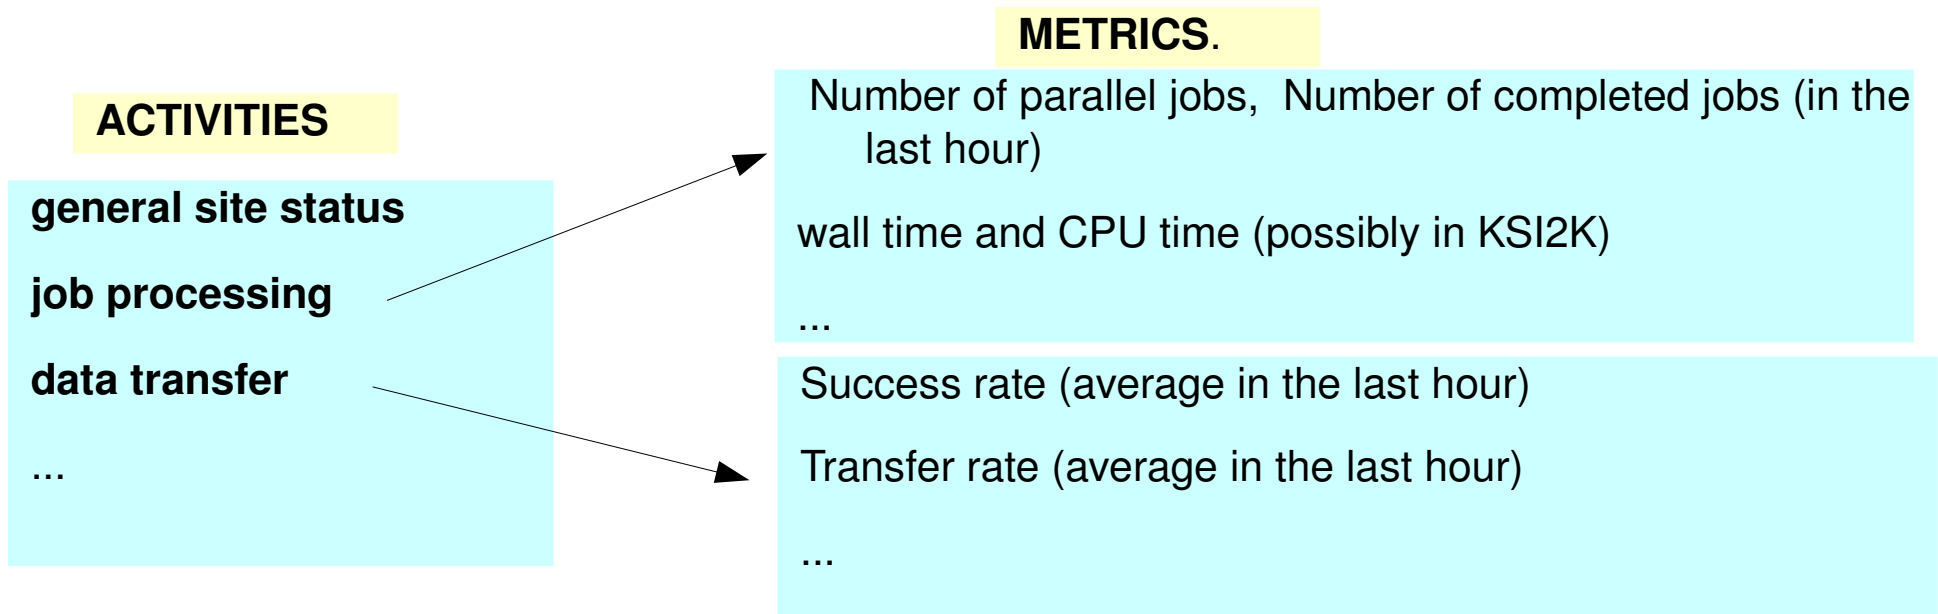 METRICS.
ACTIVITIES
general site status
job processing
data transfer
...
Number of parallel jobs, Number of completed jobs (in the
last hour)
wall time and CPU time (possibly in KSI2K)
...
Success rate (average in the last hour)
Transfer rate (average in the last hour)
...